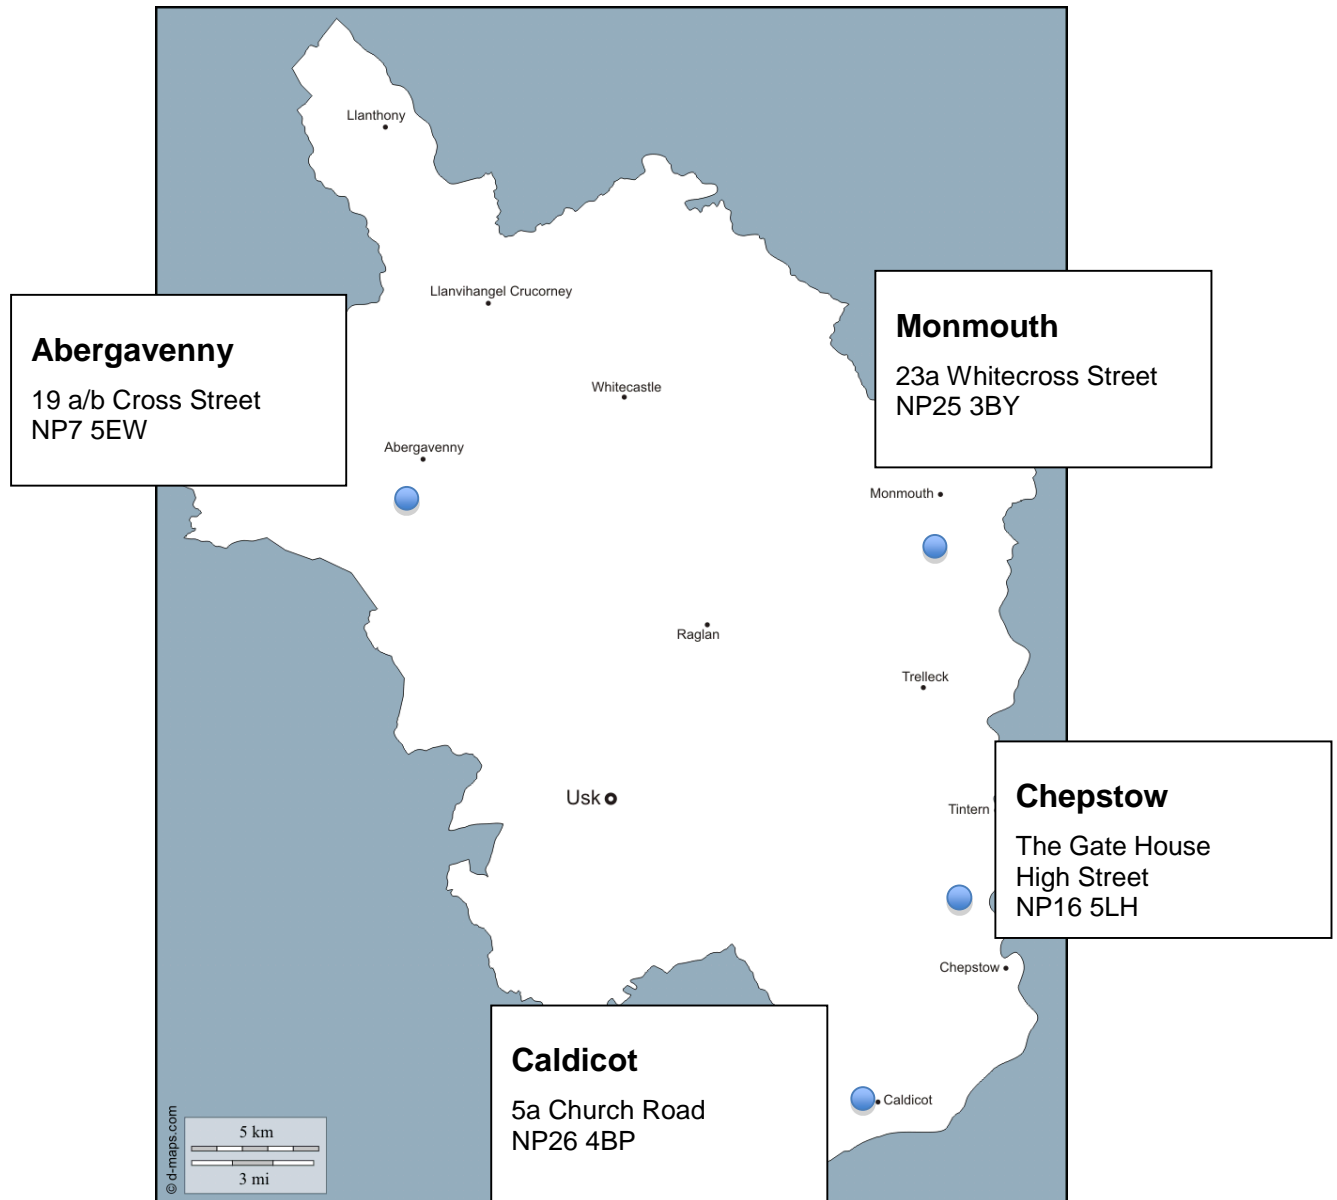 Llanthony
Llanvihangel Crucorney
Abergavenny
19 a/b Cross Street
NP7 5EW
Monmouth
23a Whitecross Street
NP25 3BY
Whitecastle
Abergavenny
Monmouth
Raglan
Trelleck
Usk
Tintern
Chepstow
The Gate House
High Street
NP16 5LH
Chepstow
Caldicot
5a Church Road
NP26 4BP
Caldicot
© d-maps.com
5 km
3 mi